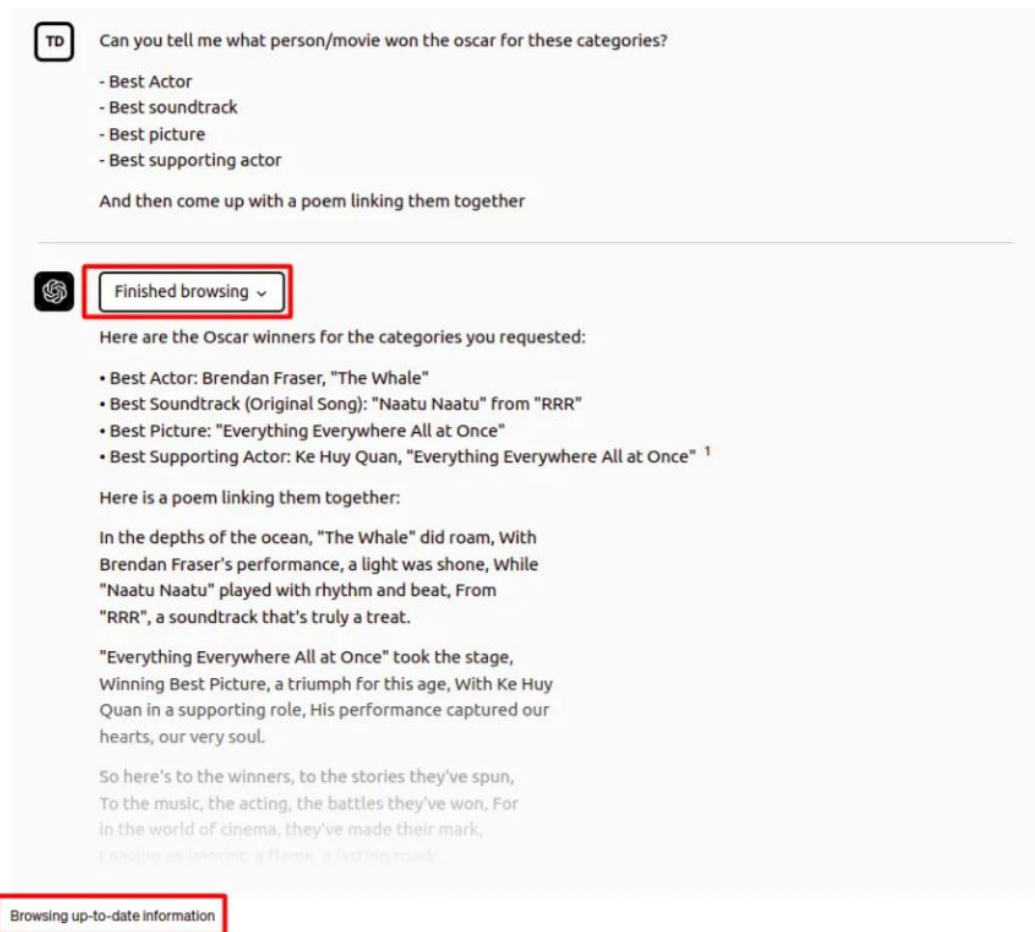 TD
Can you tell me what person/movie won the oscar for these categories?
- Best Actor
- Best soundtrack
- Best picture
- Best supporting actor
And then come up with a poem linking them together
Finished browsing
Here are the Oscar winners for the categories you requested:
• Best Actor: Brendan Fraser, "The Whale"
• Best Soundtrack (Original Song): "Naatu Naatu" from "RRR"
• Best Picture: "Everything Everywhere All at Once"
• Best Supporting Actor: Ke Huy Quan, "Everything Everywhere All at Once" 1
Here is a poem linking them together:
In the depths of the ocean, "The Whale" did roam, With
Brendan Fraser's performance, a light was shone, While
"Naatu Naatu" played with rhythm and beat, From
"RRR", a soundtrack that's truly a treat.
"Everything Everywhere All at Once" took the stage,
Winning Best Picture, a triumph for this age, With Ke Huy
Quan in a supporting role, His performance captured our
hearts, our very soul.
So here's to the winners, to the stories they've spun,
To the music, the acting, the battles they've won, For
in the world of cinema, they've made their mark,
Leaving an imprint, a flame, a lasting spark.
Browsing up-to-date information